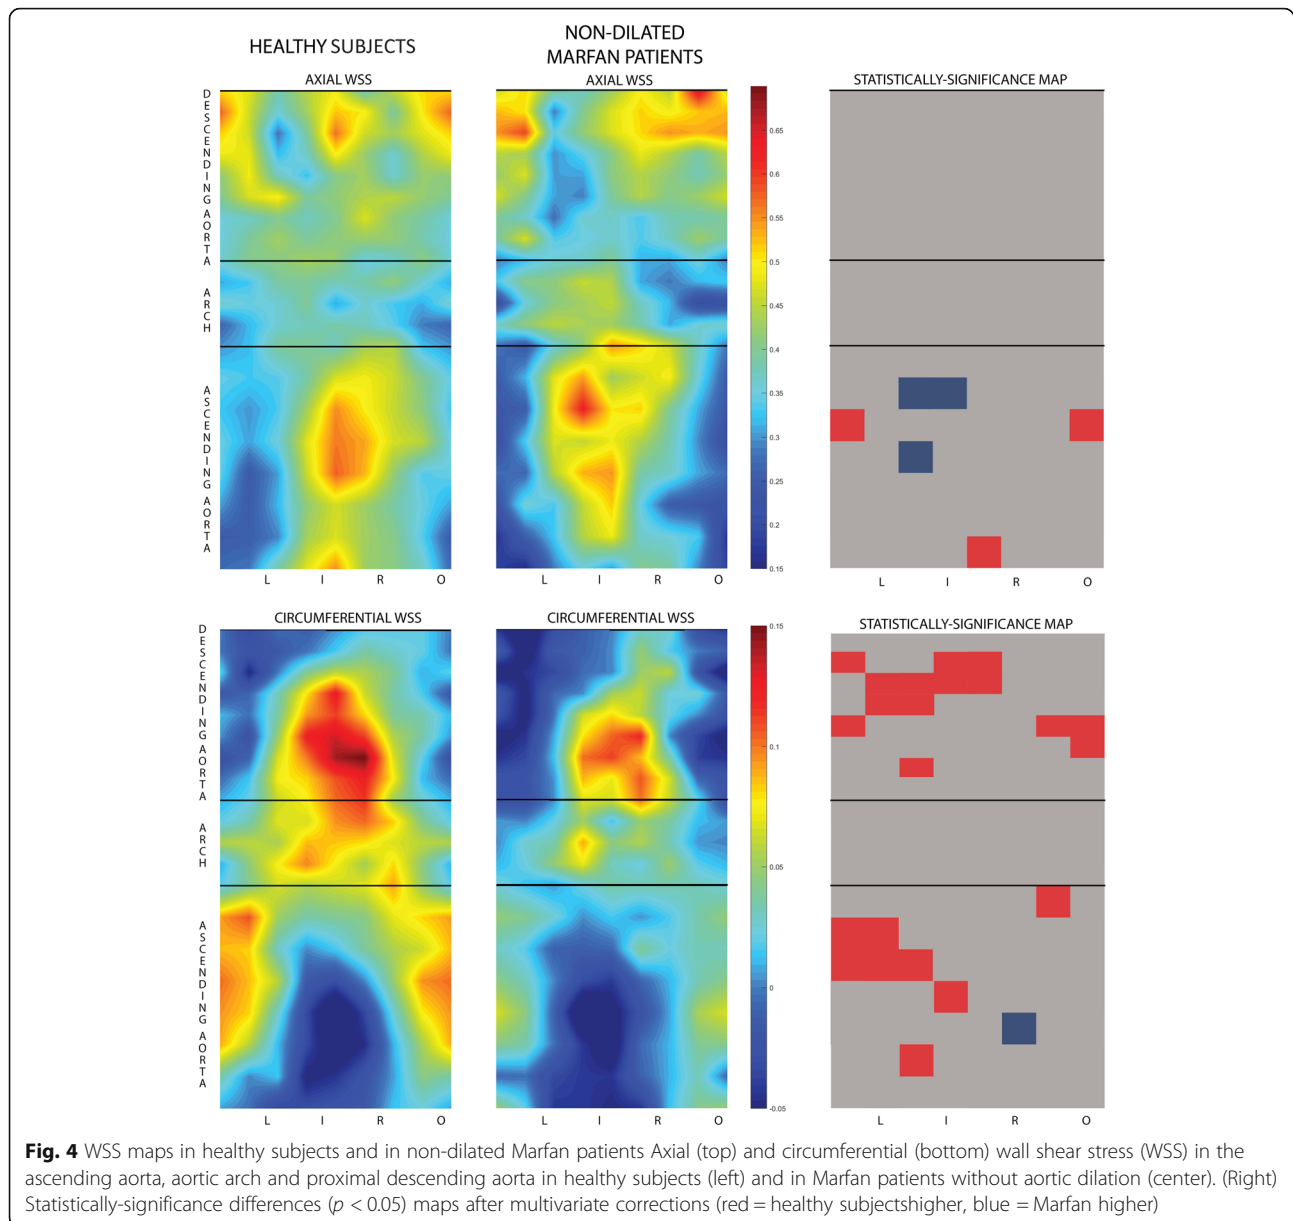 HEALTHY SUBJECTS
NON-DILATED
MARFAN PATIENTS
AXIAL WSS
AXIAL WSS
STATISTICALLY-SIGNIFICANCE MAP
DESCENDING AORTA
ARCH
ASCENDING AORTA
0.65
0.6
0.55
0.5
0.45
0.4
0.35
0.3
0.25
0.2
0.15
L I R O
L I R O
L I R O
CIRCUMFERENTIAL WSS
CIRCUMFERENTIAL WSS
STATISTICALLY-SIGNIFICANCE MAP
DESCENDING AORTA
ARCH
ASCENDING AORTA
0.15
0.1
0.05
0
-0.05
L I R O
L I R O
L I R O
Fig. 4 WSS maps in healthy subjects and in non-dilated Marfan patients Axial (top) and circumferential (bottom) wall shear stress (WSS) in the
ascending aorta, aortic arch and proximal descending aorta in healthy subjects (left) and in Marfan patients without aortic dilation (center). (Right)
Statistically-significance differences (p < 0.05) maps after multivariate corrections (red = healthy subjectshigher, blue = Marfan higher)